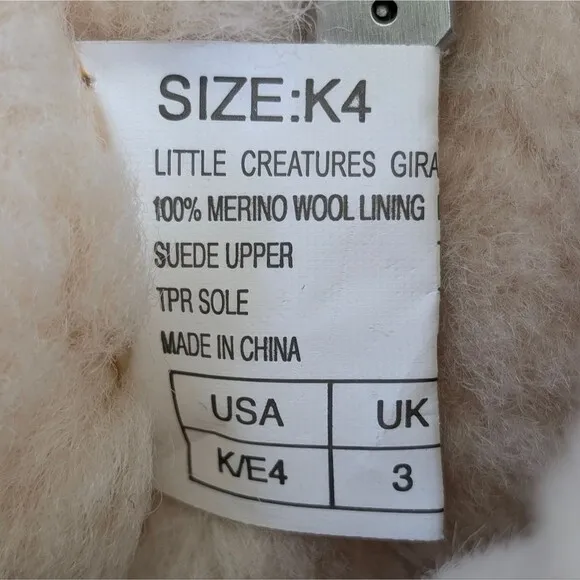 SIZE:K4
LITTLE CREATURES GIRA
100% MERINO WOOL LINING
SUEDE UPPER
TPR SOLE
MADE IN CHINA
USA UK
K/E4 3